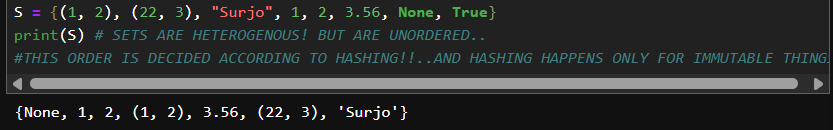 S = {(1, 2), (22, 3), "Surjo", 1, 2, 3.56, None, True}
print(S) # SETS ARE HETEROGENOUS! BUT ARE UNORDERED..
#THIS ORDER IS DECIDED ACCORDING TO HASHING!!..AND HASHING HAPPENS ONLY FOR IMMUTABLE THING
{None, 1, 2, (1, 2), 3.56, (22, 3), 'Surjo'}